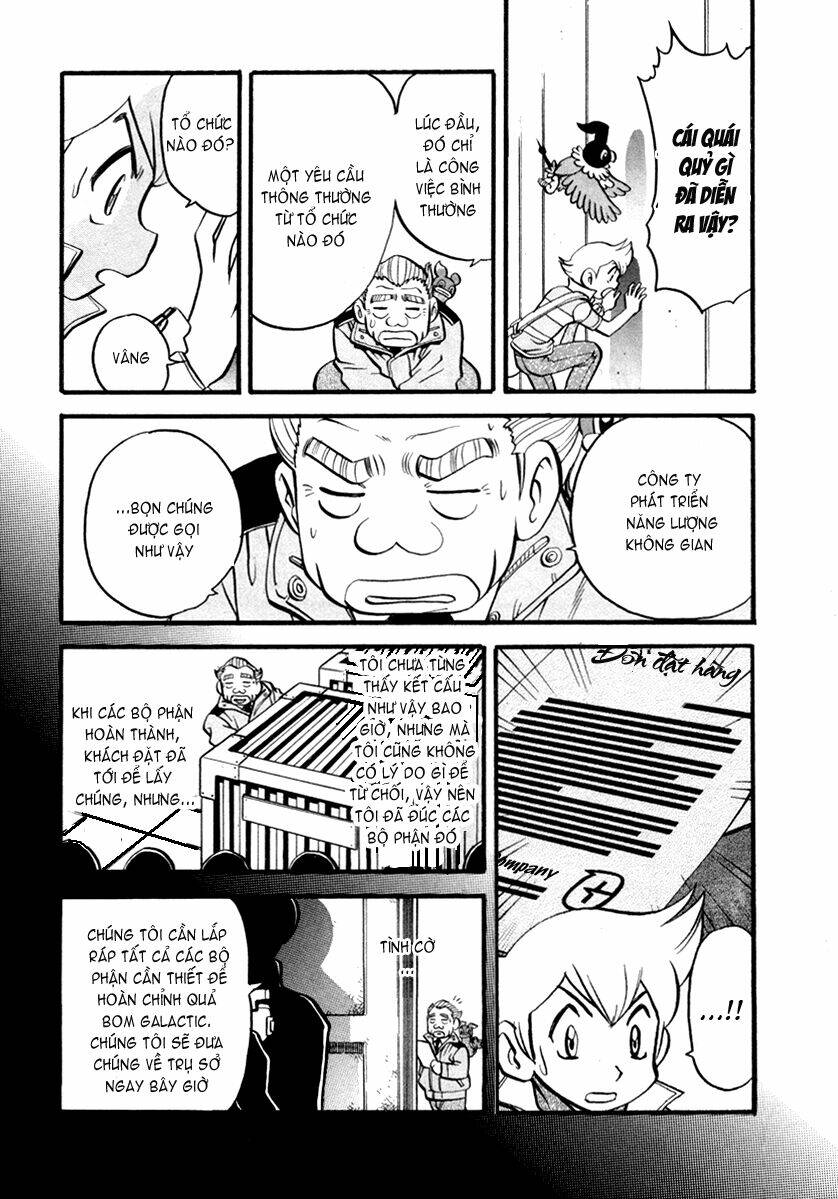 CÁI QUÁI
QUỶ GÌ
ĐÃ DIỄN
RA VẬY?
LÚC ĐẦU,
ĐÓ CHỈ
LÀ CÔNG
VIỆC BÌNH
THƯỜNG
MỘT YÊU CẦU
THÔNG THƯỜNG
TỪ TỔ CHỨC
NÀO ĐÓ
TỔ CHỨC
NÀO ĐÓ?
VÂNG
CÔNG TY
PHÁT TRIỂN
NĂNG LƯỢNG
KHÔNG GIAN
...BỌN CHÚNG
ĐƯỢC GỌI
NHƯ VẬY
Đơn đặt hàng
ompany
...!!
TÔI CHƯA TỪNG
THẤY KẾT CẤU
NHƯ VẬY BAO
GIỜ, NHƯNG MÀ
TÔI CŨNG KHÔNG
CÓ LÝ DO GÌ ĐỂ
TỪ CHỐI, VẬY NÊN
TÔI ĐÃ ĐÚC CÁC
BỘ PHẬN ĐÓ
KHI CÁC BỘ PHẬN
HOÀN THÀNH,
KHÁCH ĐẶT ĐÃ
TỚI ĐỂ LẤY
CHÚNG, NHƯNG...
TÌNH CỜ
...
CHÚNG TÔI CẦN LẮP
RÁP TẤT CẢ CÁC BỘ
PHẬN CẦN THIẾT ĐỂ
HOÀN CHỈNH QUẢ
BOM GALACTIC.
CHÚNG TÔI SẼ ĐƯA
CHÚNG VỀ TRỤ SỞ
NGAY BÂY GIỜ